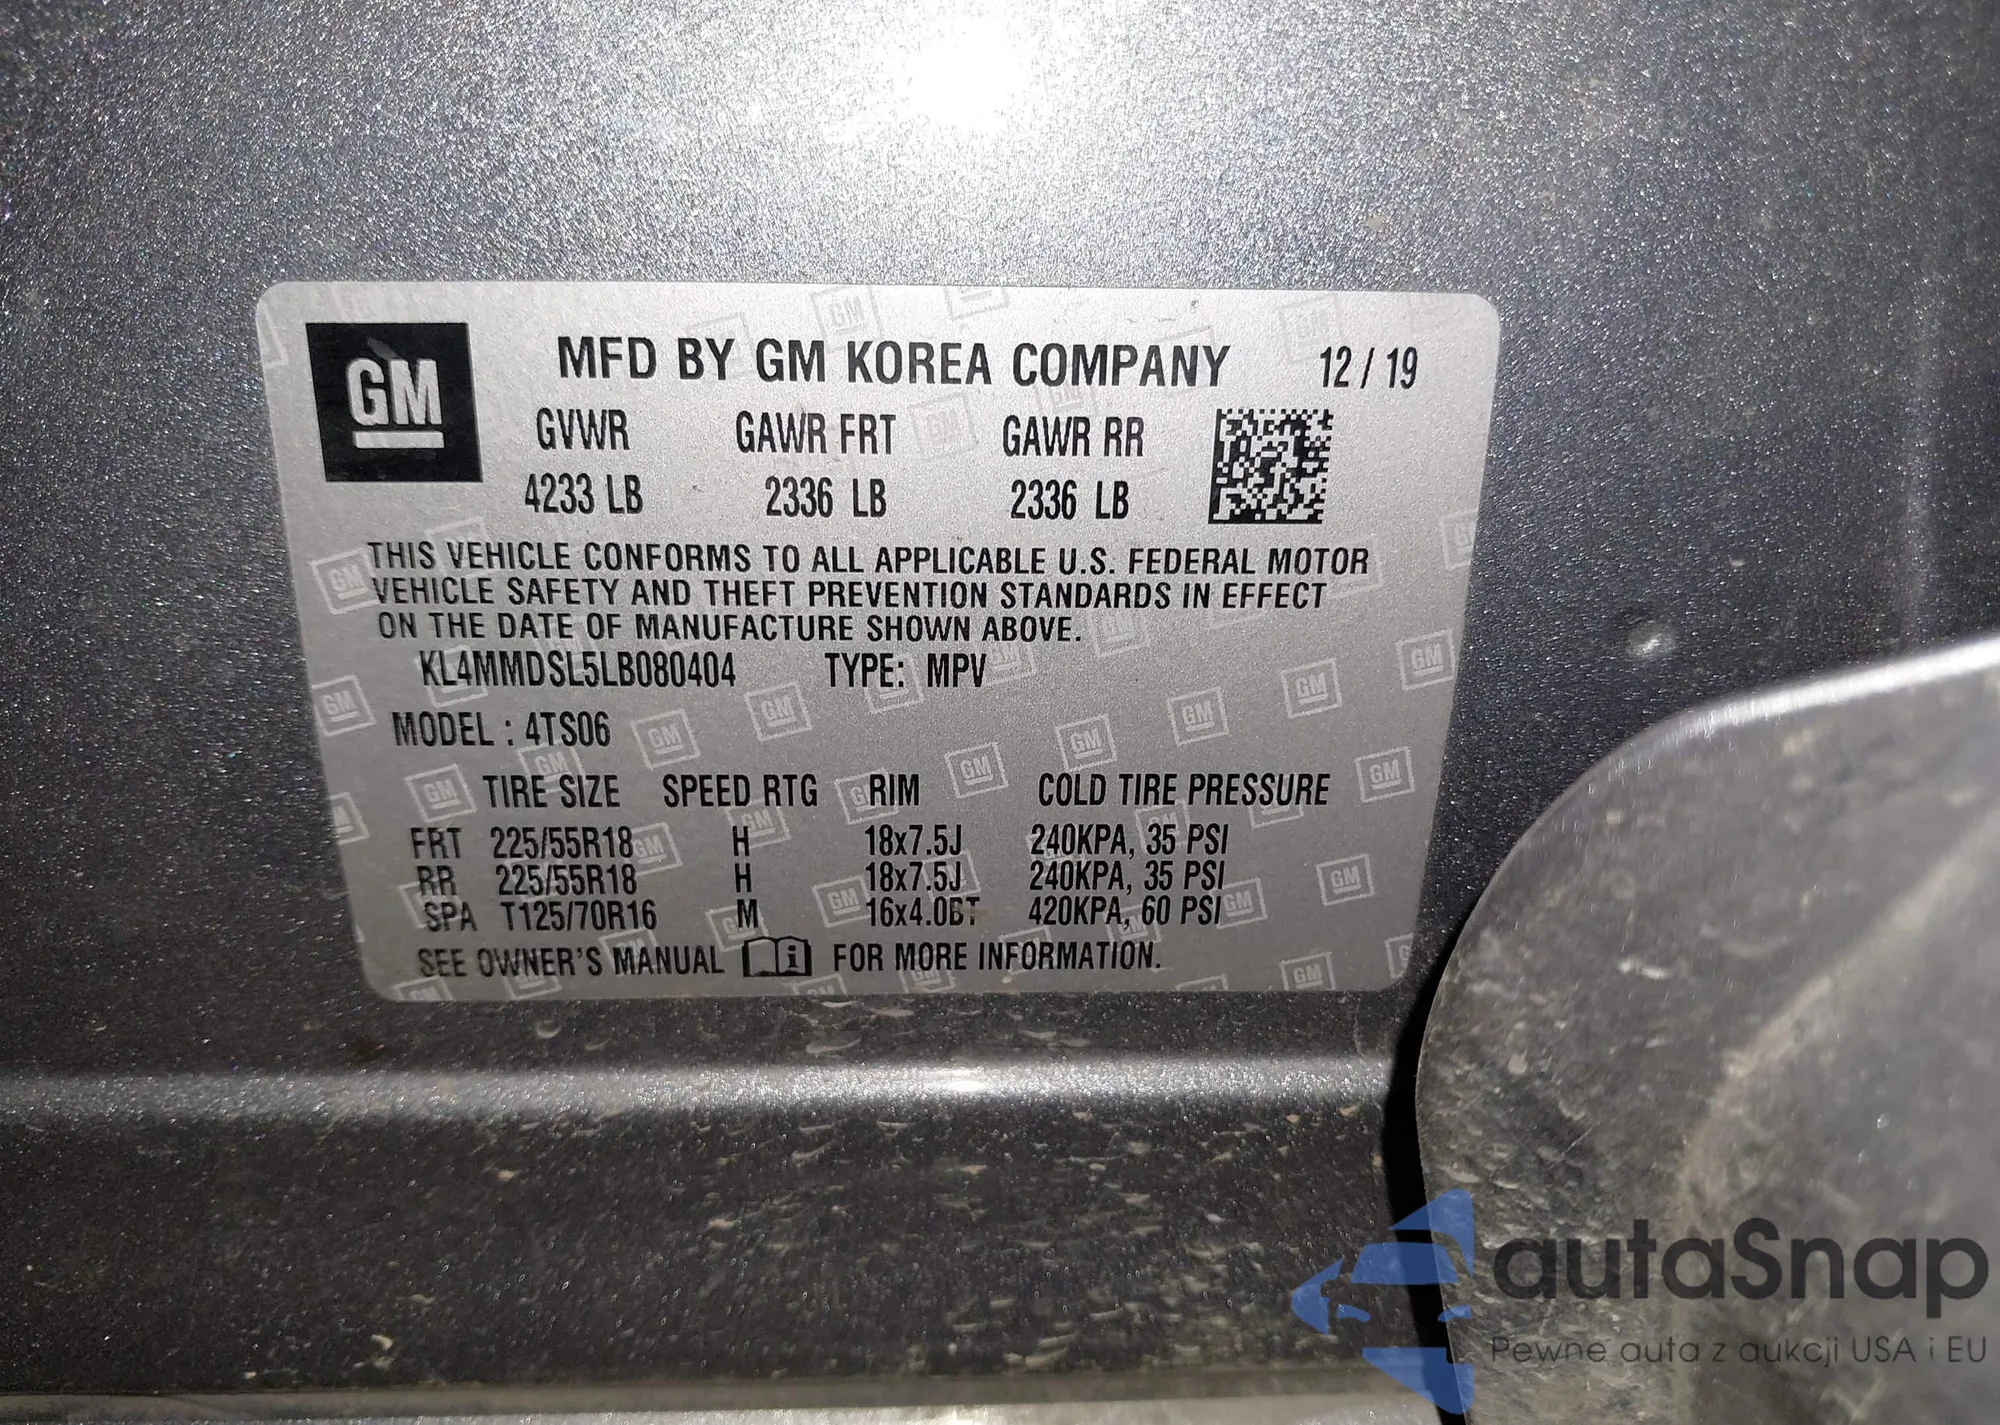 GM
MFD BY GM KOREA COMPANY 12 / 19
GVWR GAWR FRT GAWR RR
4233 LB 2336 LB 2336 LB
THIS VEHICLE CONFORMS TO ALL APPLICABLE U.S. FEDERAL MOTOR
VEHICLE SAFETY AND THEFT PREVENTION STANDARDS IN EFFECT
ON THE DATE OF MANUFACTURE SHOWN ABOVE.
KL4MMDSL5LB080404 TYPE: MPV
MODEL : 4TS06
TIRE SIZE SPEED RTG RIM COLD TIRE PRESSURE
FRT 225/55R18 H 18x7.5J 240KPA, 35 PSI
RR 225/55R18 H 18x7.5J 240KPA, 35 PSI
SPA T125/70R16 M 16x4.0BT 420KPA, 60 PSI
SEE OWNER'S MANUAL i FOR MORE INFORMATION.
autaSnap
Pewne auta z aukcji USA i EU